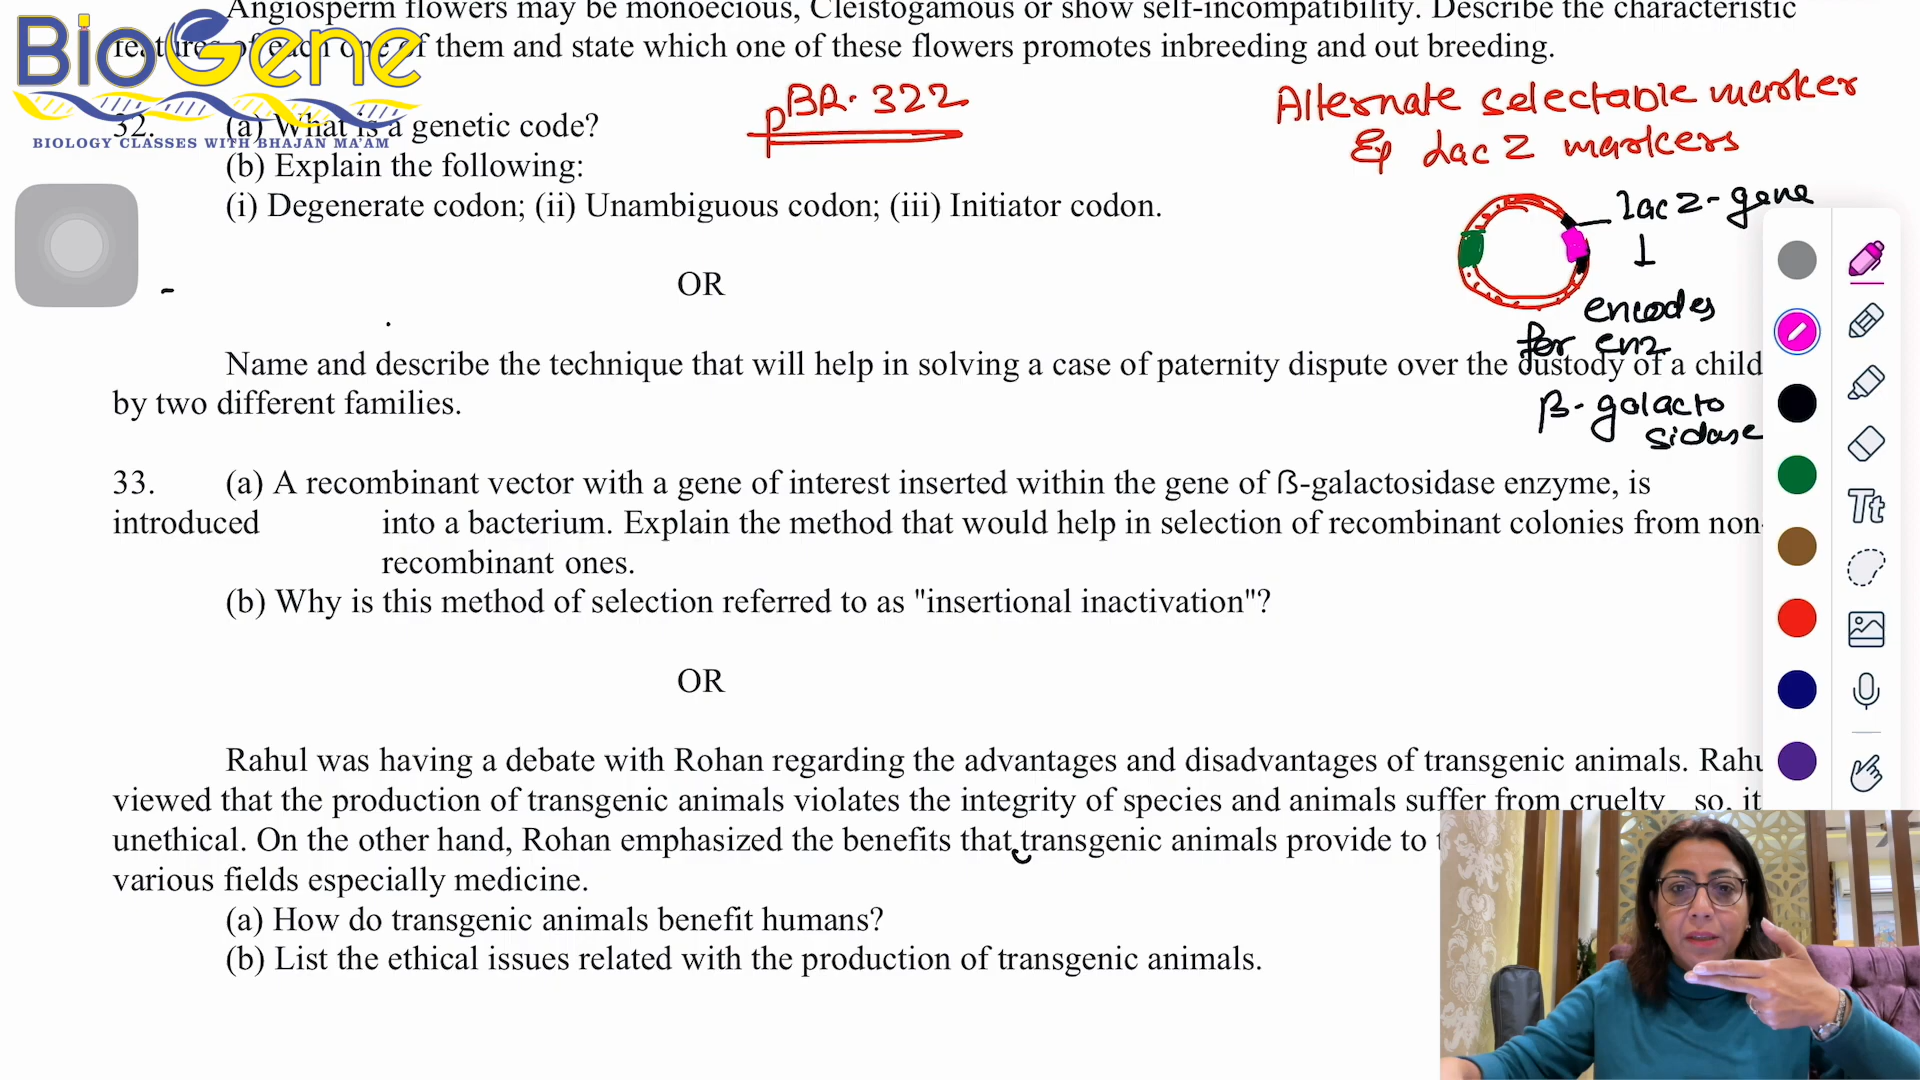 Angiosperm flowers may be monoecious, Cleistogamous or show self-incompatibility. Describe the characteristic
features of each one of them and state which one of these flowers promotes inbreeding and out breeding.
BioGene
BIOLOGY CLASSES WITH BHAJAN MA'AM
pBR 322
Alternate selectable marker
Eg Lac Z markers
32. (a) What is a genetic code?
(b) Explain the following:
(i) Degenerate codon; (ii) Unambiguous codon; (iii) Initiator codon.
lac z-gene
encodes
for enz
β-galacto
sidase
OR
Name and describe the technique that will help in solving a case of paternity dispute over the custody of a child
by two different families.
33. (a) A recombinant vector with a gene of interest inserted within the gene of ß-galactosidase enzyme, is
introduced into a bacterium. Explain the method that would help in selection of recombinant colonies from non-
recombinant ones.
(b) Why is this method of selection referred to as "insertional inactivation"?
OR
Rahul was having a debate with Rohan regarding the advantages and disadvantages of transgenic animals. Rahu
viewed that the production of transgenic animals violates the integrity of species and animals suffer from cruelty so, it
unethical. On the other hand, Rohan emphasized the benefits that transgenic animals provide to
various fields especially medicine.
(a) How do transgenic animals benefit humans?
(b) List the ethical issues related with the production of transgenic animals.
Tt